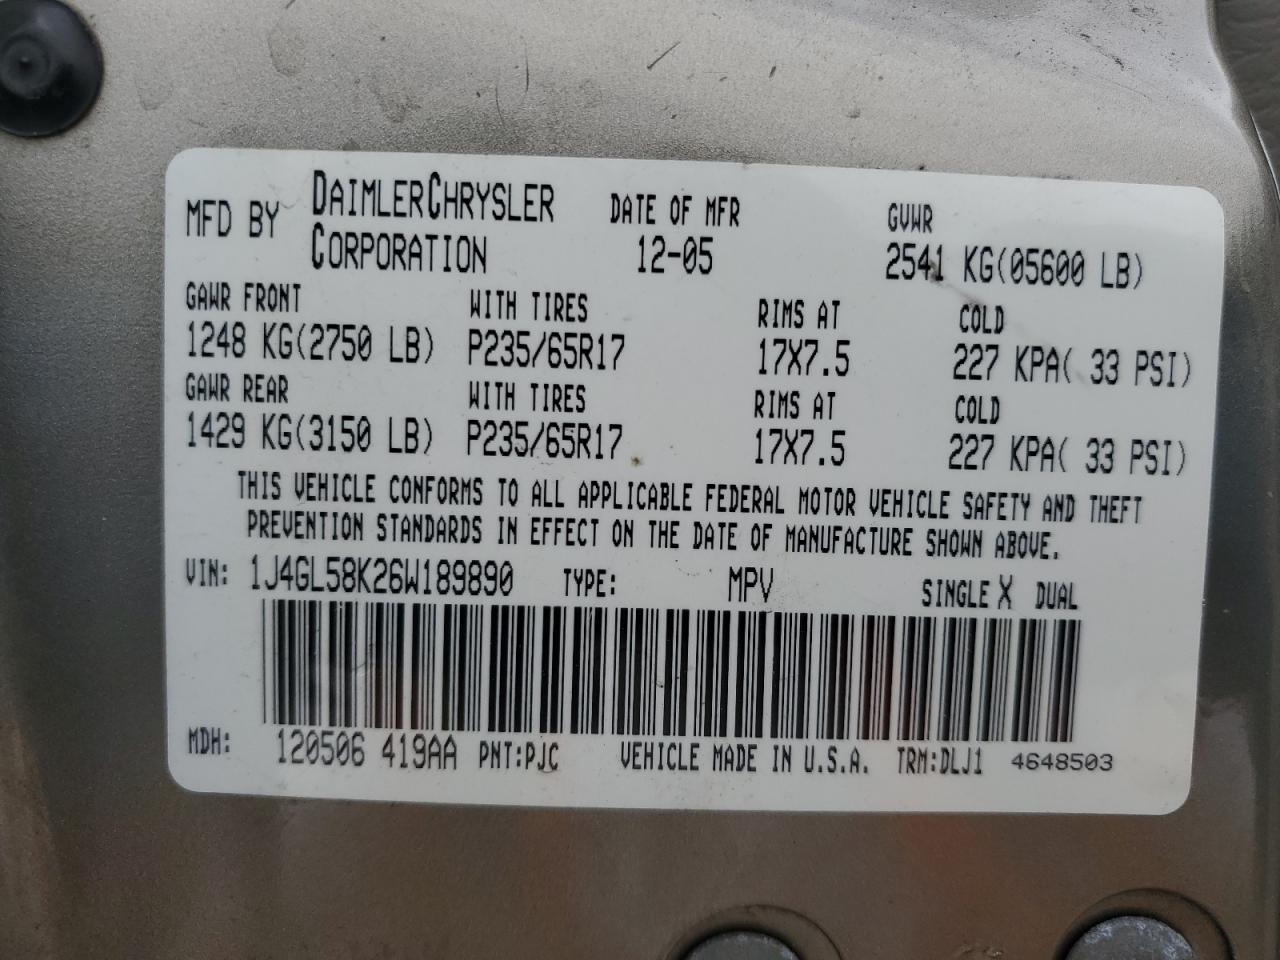 MFD BY DAIMLERCHRYSLER CORPORATION
DATE OF MFR
12-05
GVWR
2541 KG(05600 LB)
GAWR FRONT WITH TIRES RIMS AT COLD
1248 KG(2750 LB) P235/65R17 17X7.5 227 KPA( 33 PSI)
GAWR REAR WITH TIRES RIMS AT COLD
1429 KG(3150 LB) P235/65R17 17X7.5 227 KPA( 33 PSI)
THIS VEHICLE CONFORMS TO ALL APPLICABLE FEDERAL MOTOR VEHICLE SAFETY AND THEFT
PREVENTION STANDARDS IN EFFECT ON THE DATE OF MANUFACTURE SHOWN ABOVE.
VIN: 1J4GL58K26W189890 TYPE: MPV SINGLE X DUAL
MDH: 120506 419AA PNT:PJC VEHICLE MADE IN U.S.A. TRM:DLJ1 4648503